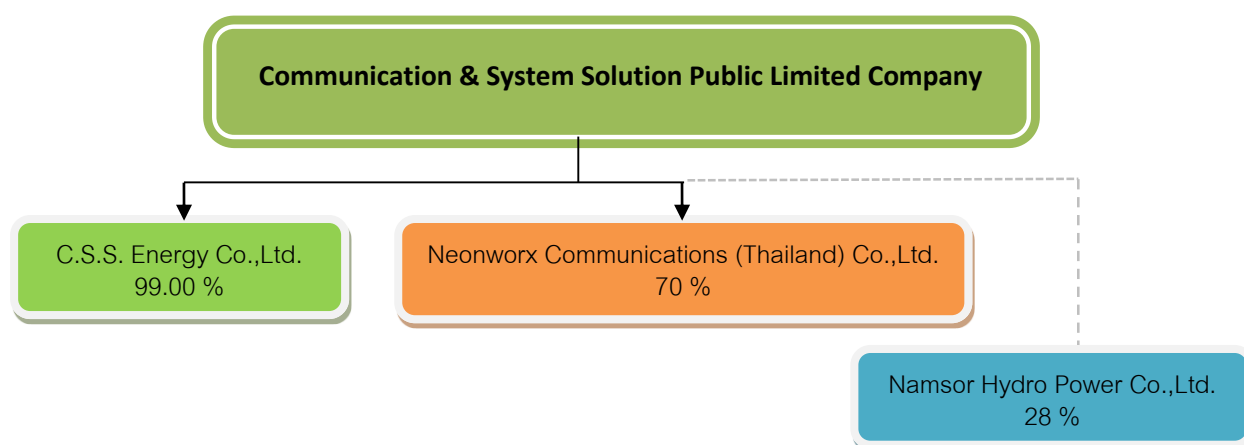 Communication & System Solution Public Limited Company
C.S.S. Energy Co.,Ltd.
99.00 %
Neonworx Communications (Thailand) Co.,Ltd.
70 %
Namsor Hydro Power Co.,Ltd.
28 %